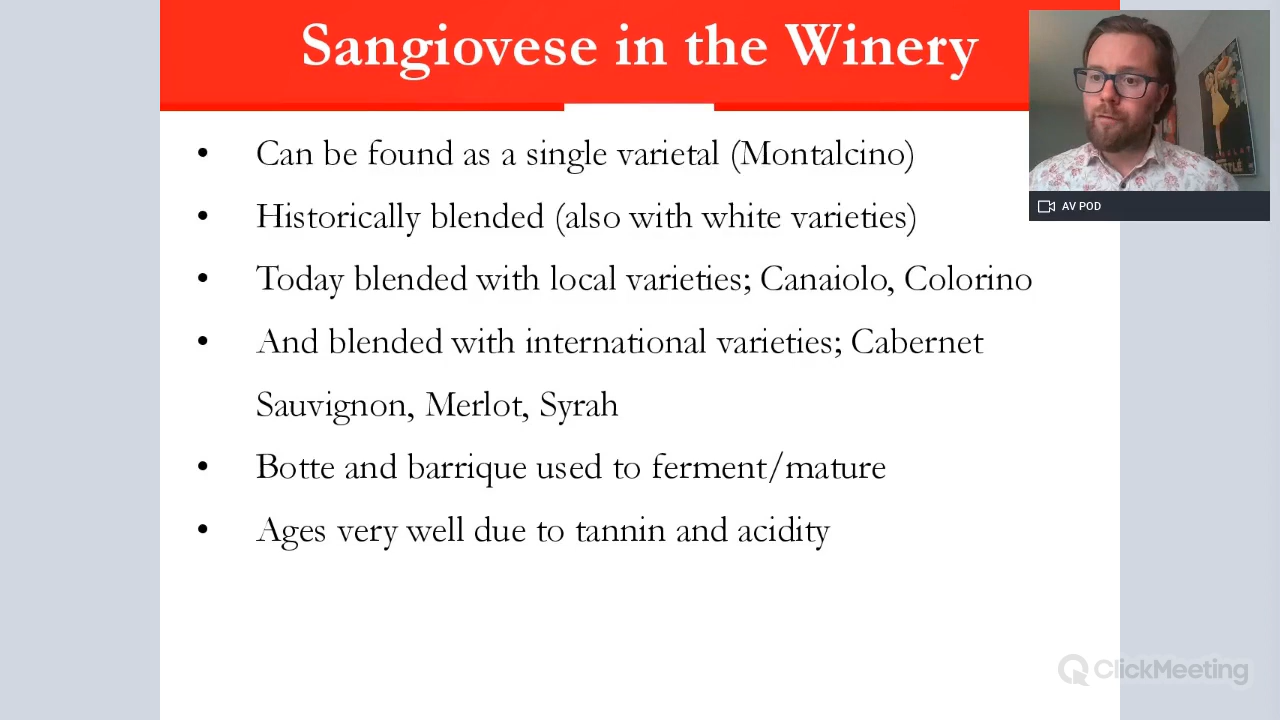 Sangiovese in the Winery
• Can be found as a single varietal (Montalcino)
• Historically blended (also with white varieties)
• Today blended with local varieties; Canaiolo, Colorino
• And blended with international varieties; Cabernet
Sauvignon, Merlot, Syrah
• Botte and barrique used to ferment/mature
• Ages very well due to tannin and acidity
AV POD
ClickMeeting